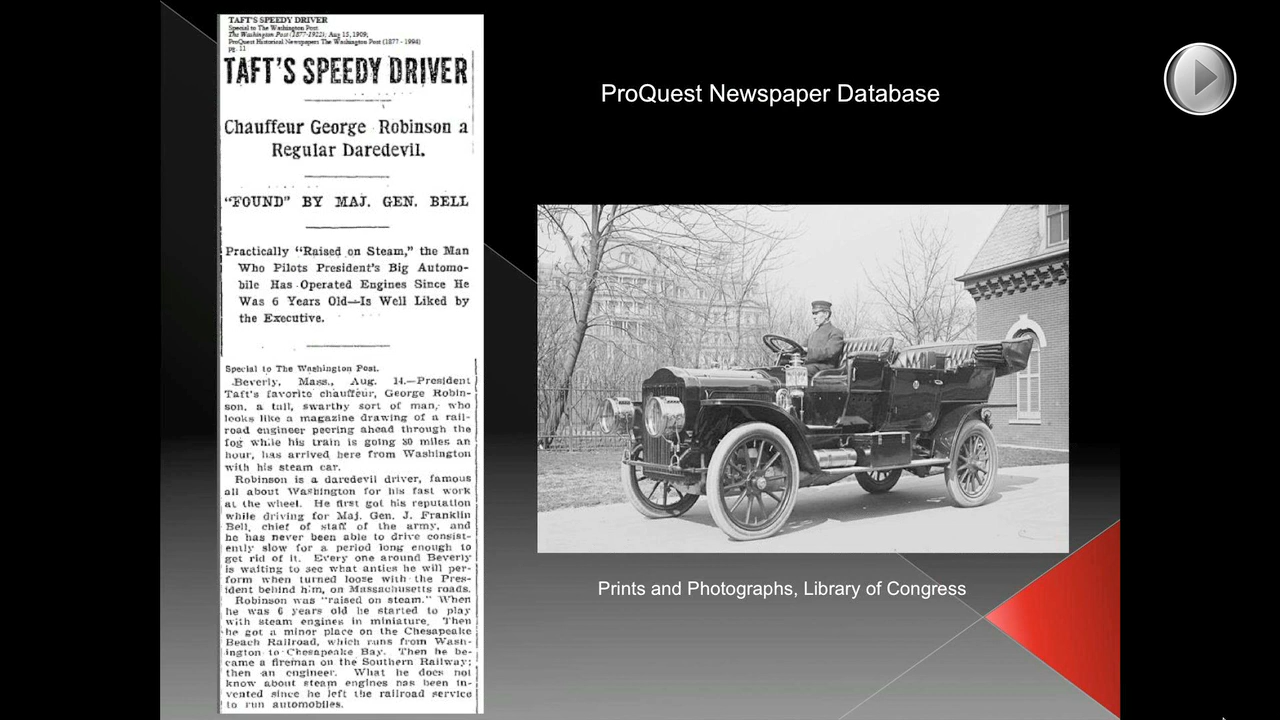 TAFT'S SPEEDY DRIVER
Special to The Washington Post.
The Washington Post (1877-1922); Aug 15, 1909;
ProQuest Historical Newspapers The Washington Post (1877 - 1994)
pg. 11
TAFT'S SPEEDY DRIVER
Chauffeur George Robinson a
Regular Daredevil.
"FOUND" BY MAJ. GEN. BELL
Practically "Raised on Steam," the Man
Who Pilots President's Big Automo-
bile Has Operated Engines Since He
Was 6 Years Old—Is Well Liked by
the Executive.
Special to The Washington Post.
Beverly, Mass., Aug. 14.—President
Taft's favorite chauffeur, George Robin-
son, a tall, swarthy sort of man, who
looks like a magazine drawing of a rail-
road engineer peering ahead through the
fog while his train is going 80 miles an
hour, has arrived here from Washington
with his steam car.
Robinson is a daredevil driver, famous
all about Washington for his fast work
at the wheel. He first got his reputation
while driving for Maj. Gen. J. Franklin
Bell, chief of staff of the army, and
he has never been able to drive consist-
ently slow for a period long enough to
get rid of it. Every one around Beverly
is waiting to see what antics he will per-
form when turned loose with the Pres-
ident behind him, on Massachusetts roads.
Robinson was "raised on steam." When
he was 6 years old he started to play
with steam engines in miniature. Then
he got a minor place on the Chesapeake
Beach Railroad, which runs from Wash-
ington to Chesapeake Bay. Then he be-
came a fireman on the Southern Railway;
then an engineer. What he does not
know about steam engines has been in-
vented since he left the railroad service
to run automobiles.
ProQuest Newspaper Database
Prints and Photographs, Library of Congress